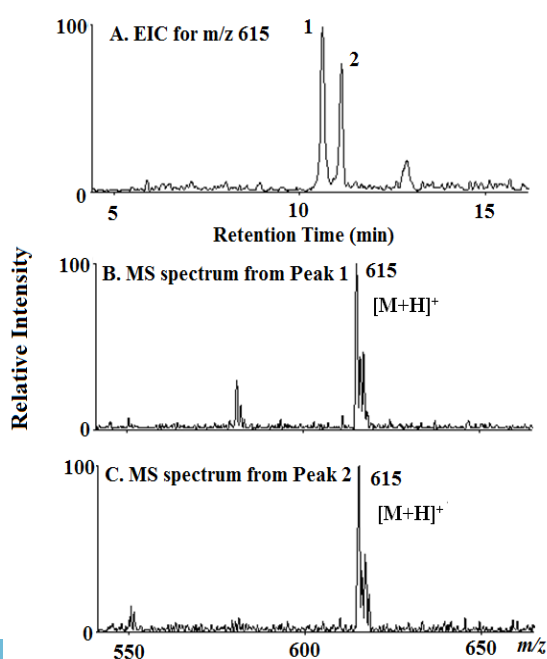 100
A. EIC for m/z 615
1
2
0
5 10 15
Retention Time (min)
Relative Intensity
100
B. MS spectrum from Peak 1
615
[M+H]+
0
100
C. MS spectrum from Peak 2
615
[M+H]+
0
550 600 650 m/z